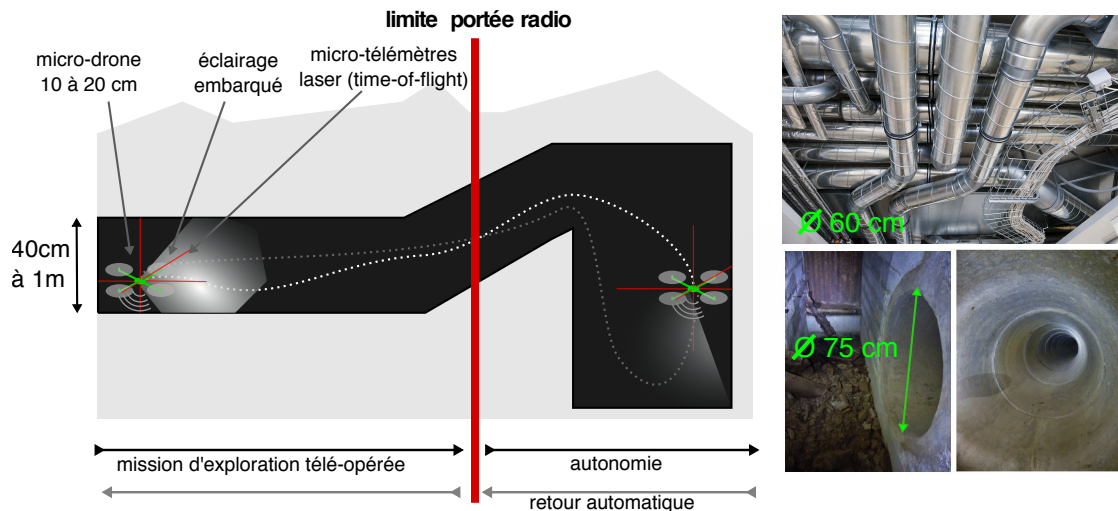 limite portée radio
micro-drone
10 à 20 cm
éclairage
embarqué
micro-télémètres
laser (time-of-flight)
40cm
à 1m
mission d'exploration télé-opérée
autonomie
retour automatique
Ø 60 cm
Ø 75 cm